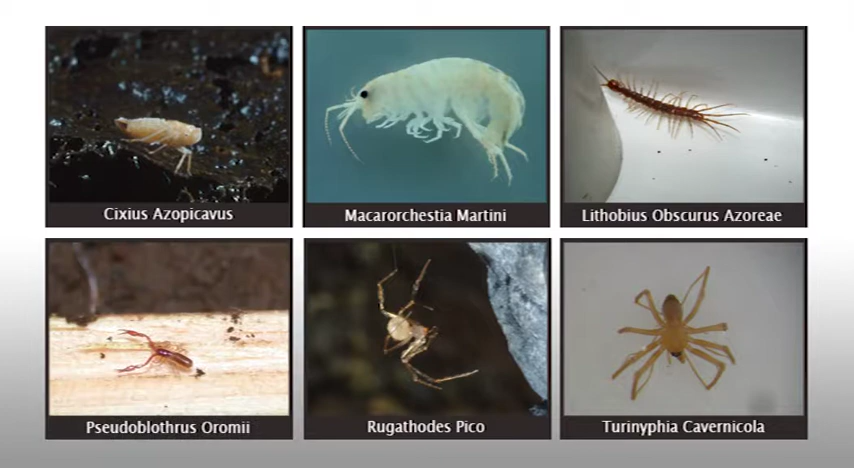 Cixius Azopicavus
Macarorchestia Martini
Lithobius Obscurus Azoreae
Pseudoblothrus Oromii
Rugathodes Pico
Turinyphia Cavernicola